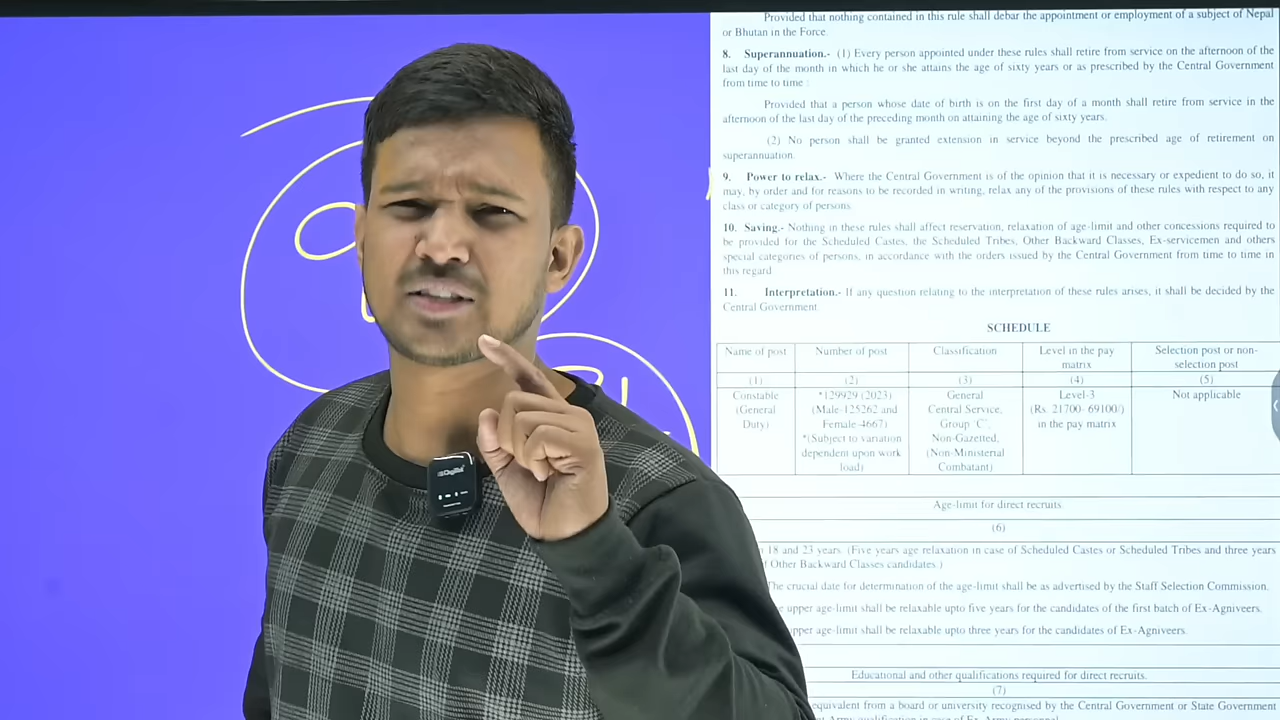 Provided that nothing contained in this rule shall debar the appointment or employment of a subject of Nepal
or Bhutan in the Force.
8. Superannuation.- (1) Every person appointed under these rules shall retire from service on the afternoon of the
last day of the month in which he or she attains the age of sixty years or as prescribed by the Central Government
from time to time :
Provided that a person whose date of birth is on the first day of a month shall retire from service in the
afternoon of the last day of the preceding month on attaining the age of sixty years.
(2) No person shall be granted extension in service beyond the prescribed age of retirement on
superannuation.
9. Power to relax.- Where the Central Government is of the opinion that it is necessary or expedient to do so, it
may, by order and for reasons to be recorded in writing, relax any of the provisions of these rules with respect to any
class or category of persons.
10. Saving.- Nothing in these rules shall affect reservation, relaxation of age-limit and other concessions required to
be provided for the Scheduled Castes, the Scheduled Tribes, Other Backward Classes, Ex-servicemen and others
special categories of persons, in accordance with the orders issued by the Central Government from time to time in
this regard
11. Interpretation.- If any question relating to the interpretation of these rules arises, it shall be decided by the
Central Government.
SCHEDULE
Name of post Number of post Classification Level in the pay matrix Selection post or non-selection post
(1) (2) (3) (4) (5)
Constable General *129929 (2023) General Level-3 Not applicable
(General (Male-125262 and Central Service, (Rs. 21700- 69100/)
Duty) Female-4667) Group 'C', in the pay matrix
*(Subject to variation Non-Gazetted,
dependent upon work (Non-Ministerial
load) Combatant)
Age-limit for direct recruits.
(6)
18 and 23 years. (Five years age relaxation in case of Scheduled Castes or Scheduled Tribes and three years
Other Backward Classes candidates.)
The crucial date for determination of the age-limit shall be as advertised by the Staff Selection Commission.
upper age-limit shall be relaxable upto five years for the candidates of the first batch of Ex-Agniveers.
upper age-limit shall be relaxable upto three years for the candidates of Ex-Agniveers.
Educational and other qualifications required for direct recruits.
(7)
equivalent from a board or university recognised by the Central Government or State Government
Army qualification in case of Ex- Army personnel